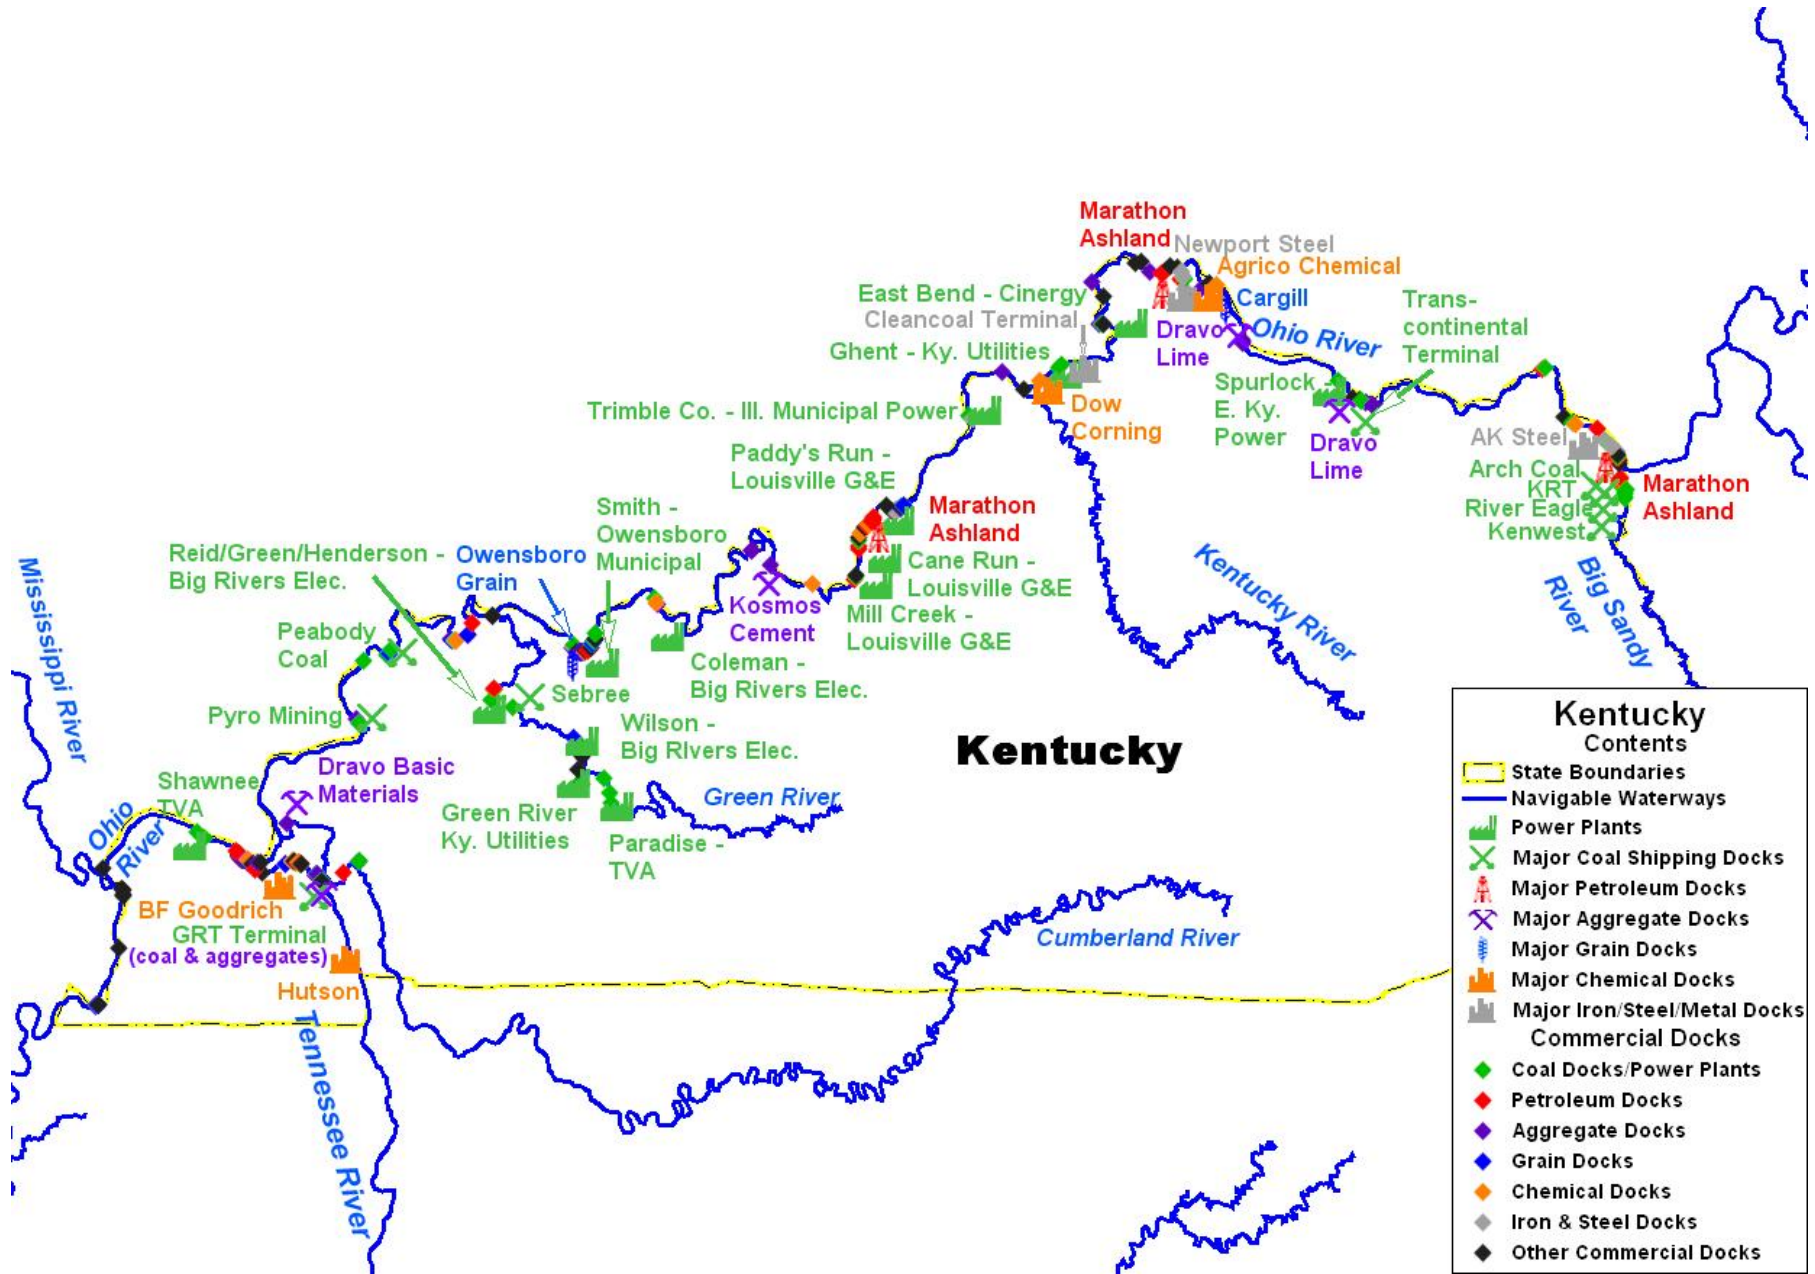 Marathon
Ashland
Newport Steel
Agrico Chemical
East Bend - Cinergy
Cargill
Trans-
continental
Terminal
Cleancoal Terminal
Dravo
Lime
Ohio River
Ghent - Ky. Utilities
Spurlock -
E. Ky.
Power
Trimble Co. - Ill. Municipal Power
Dow
Corning
Dravo
Lime
AK Steel
Paddy's Run -
Louisville G&E
Arch Coal
KRT
River Eagle
Kenwest
Marathon
Ashland
Smith -
Owensboro
Municipal
Marathon
Ashland
Reid/Green/Henderson -
Big Rivers Elec.
Owensboro
Grain
Cane Run -
Louisville G&E
Kentucky River
Big Sandy
River
Mississippi River
Kosmos
Cement
Mill Creek -
Louisville G&E
Peabody
Coal
Coleman -
Big Rivers Elec.
Sebree
Pyro Mining
Wilson -
Big RIvers Elec.
Kentucky
Shawnee
TVA
Dravo Basic
Materials
Green River
Ohio
River
Green River
Ky. Utilities
Paradise -
TVA
BF Goodrich
GRT Terminal
(coal & aggregates)
Cumberland River
Hutson
Tennessee River
Kentucky
Contents
State Boundaries
Navigable Waterways
Power Plants
Major Coal Shipping Docks
Major Petroleum Docks
Major Aggregate Docks
Major Grain Docks
Major Chemical Docks
Major Iron/Steel/Metal Docks
Commercial Docks
Coal Docks/Power Plants
Petroleum Docks
Aggregate Docks
Grain Docks
Chemical Docks
Iron & Steel Docks
Other Commercial Docks